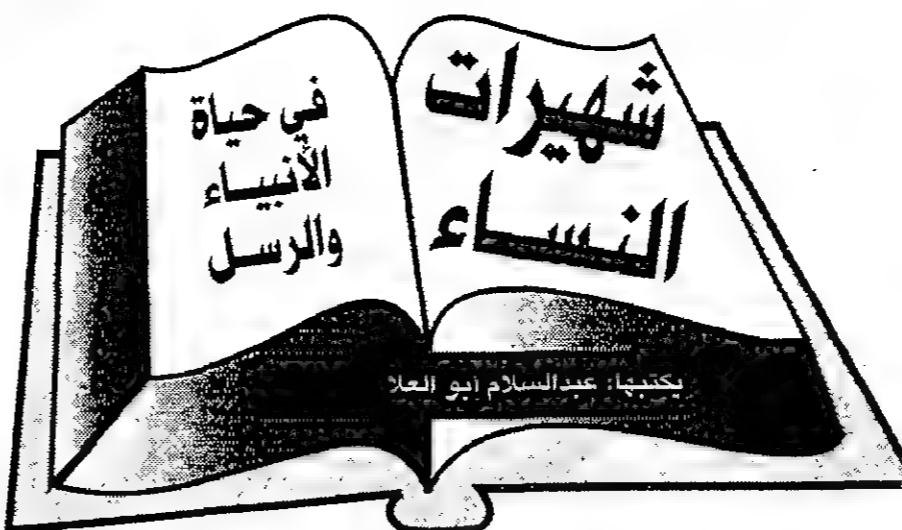 شهيرات
النساء
في حياة
الأنبياء
والرسل
يكتبها: عبدالسلام أبو العلا